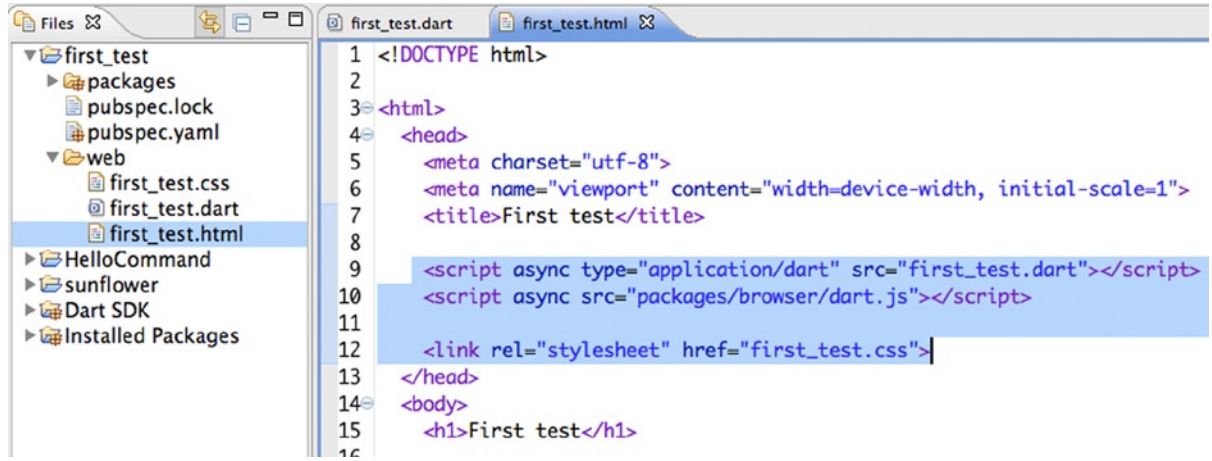 Files
first_test
packages
pubspec.lock
pubspec.yaml
web
first_test.css
first_test.dart
first_test.html
HelloCommand
sunflower
Dart SDK
Installed Packages
first_test.dart
first_test.html
1 <!DOCTYPE html>
2
3 <html>
4 <head>
5 <meta charset="utf-8">
6 <meta name="viewport" content="width=device-width, initial-scale=1">
7 <title>First test</title>
8
9 <script async type="application/dart" src="first_test.dart"></script>
10 <script async src="packages/browser/dart.js"></script>
11
12 <link rel="stylesheet" href="first_test.css">
13 </head>
14 <body>
15 <h1>First test</h1>
16